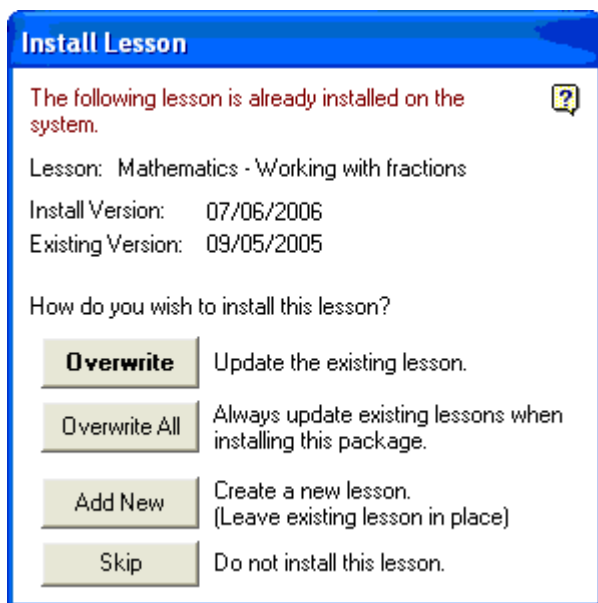 Install Lesson
The following lesson is already installed on the
system.
?
Lesson: Mathematics - Working with fractions
Install Version: 07/06/2006
Existing Version: 09/05/2005
How do you wish to install this lesson?
Overwrite Update the existing lesson.
Overwrite All Always update existing lessons when
installing this package.
Add New Create a new lesson.
(Leave existing lesson in place)
Skip Do not install this lesson.